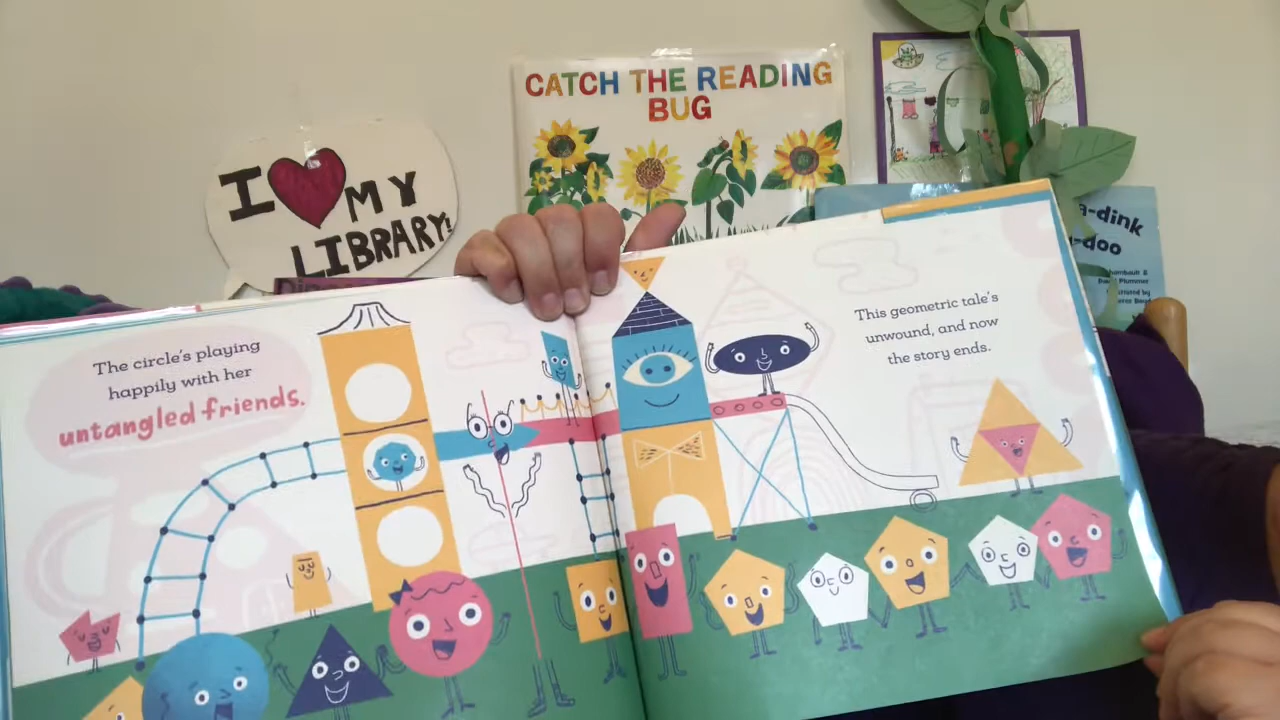 CATCH THE READING
BUG
I MY
LIBRARY!
a-dink
-doo
The circle's playing
happily with her
untangled friends.
This geometric tale's
unwound, and now
the story ends.